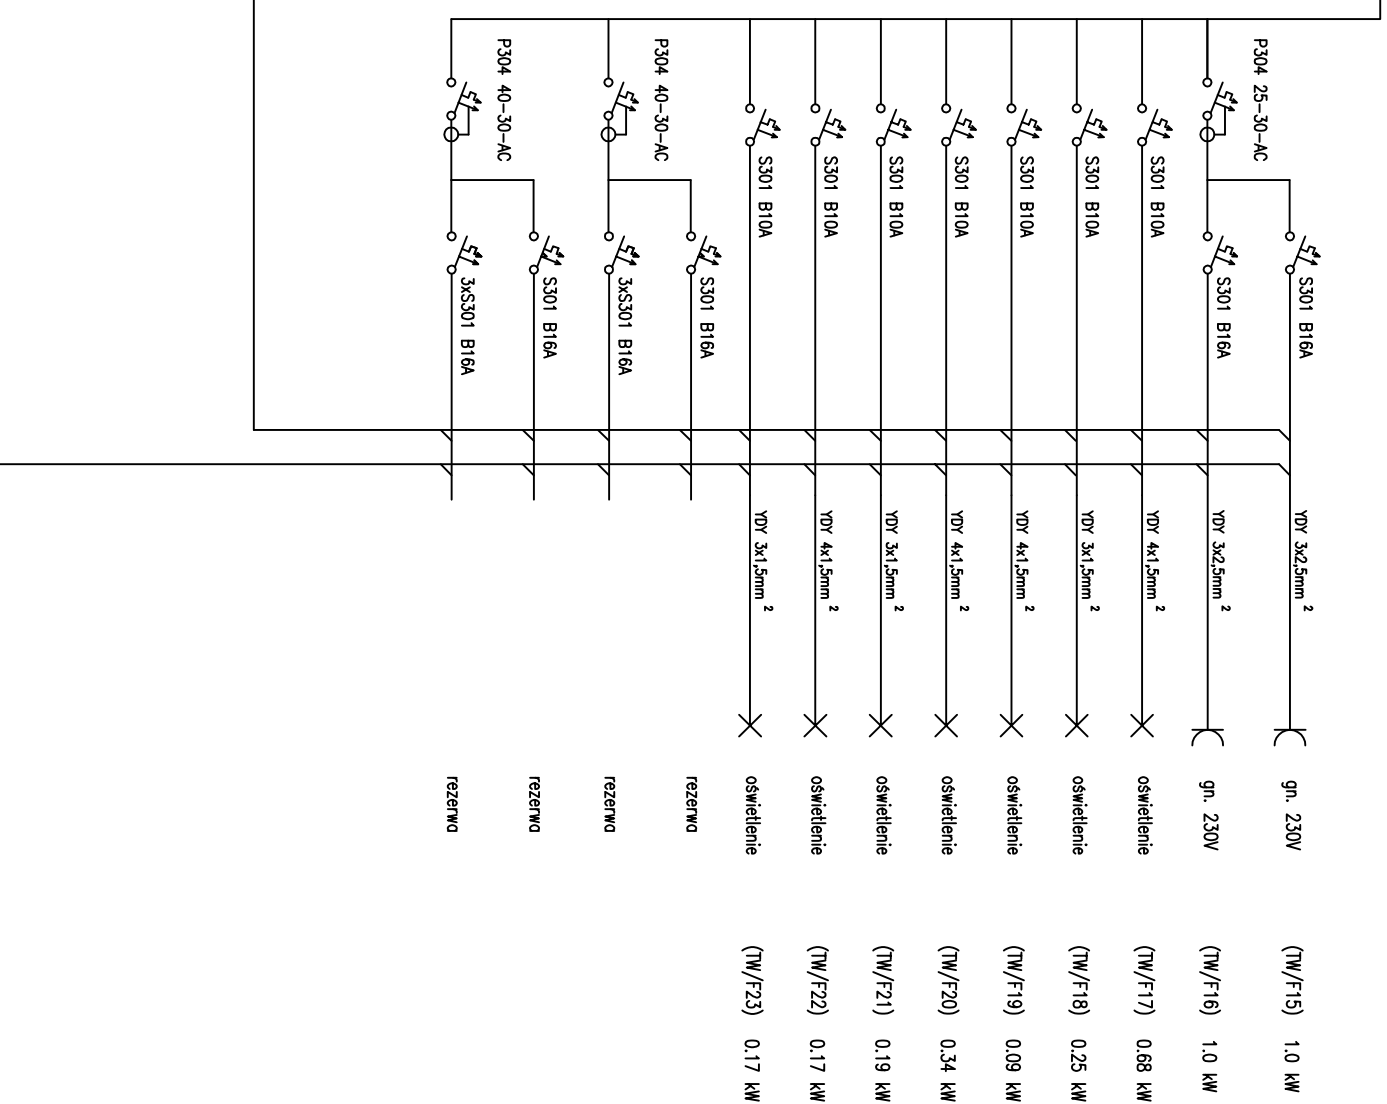 S301 B16A YDY 3x2,5mm ² gn. 230V (TW/F15) 1.0 kW
P304 25-30-AC
S301 B16A YDY 3x2,5mm ² gn. 230V (TW/F16) 1.0 kW
S301 B10A YDY 4x1,5mm ² oświetlenie (TW/F17) 0.68 kW
S301 B10A YDY 3x1,5mm ² oświetlenie (TW/F18) 0.25 kW
S301 B10A YDY 4x1,5mm ² oświetlenie (TW/F19) 0.09 kW
S301 B10A YDY 4x1,5mm ² oświetlenie (TW/F20) 0.34 kW
S301 B10A YDY 3x1,5mm ² oświetlenie (TW/F21) 0.19 kW
S301 B10A YDY 4x1,5mm ² oświetlenie (TW/F22) 0.17 kW
S301 B10A YDY 3x1,5mm ² oświetlenie (TW/F23) 0.17 kW
S301 B16A rezerwa
P304 40-30-AC
3xS301 B16A rezerwa
S301 B16A rezerwa
P304 40-30-AC
3xS301 B16A rezerwa